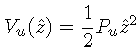 $V_u(\hat{z}) = \frac{1}{2} P_u \hat{z}^2$